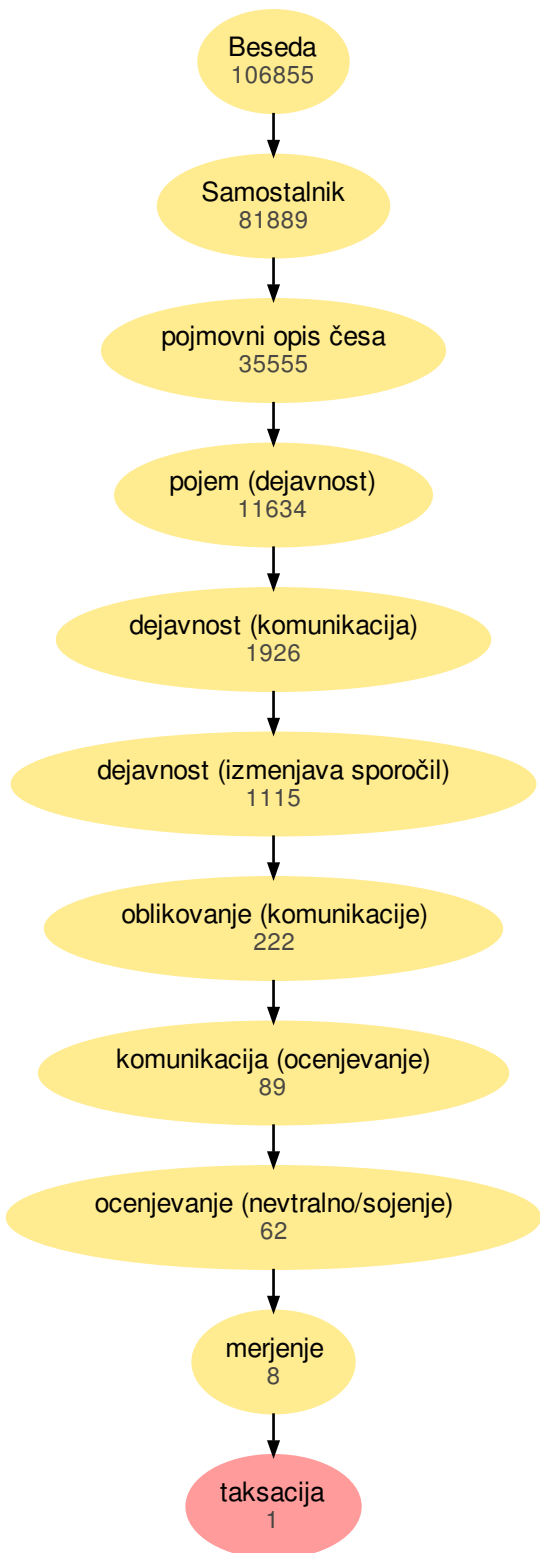 Beseda
106855
Samostalnik
81889
pojmovni opis česa
35555
pojem (dejavnost)
11634
dejavnost (komunikacija)
1926
dejavnost (izmenjava sporočil)
1115
oblikovanje (komunikacije)
222
komunikacija (ocenjevanje)
89
ocenjevanje (nevtralno/sojenje)
62
merjenje
8
taksacija
1